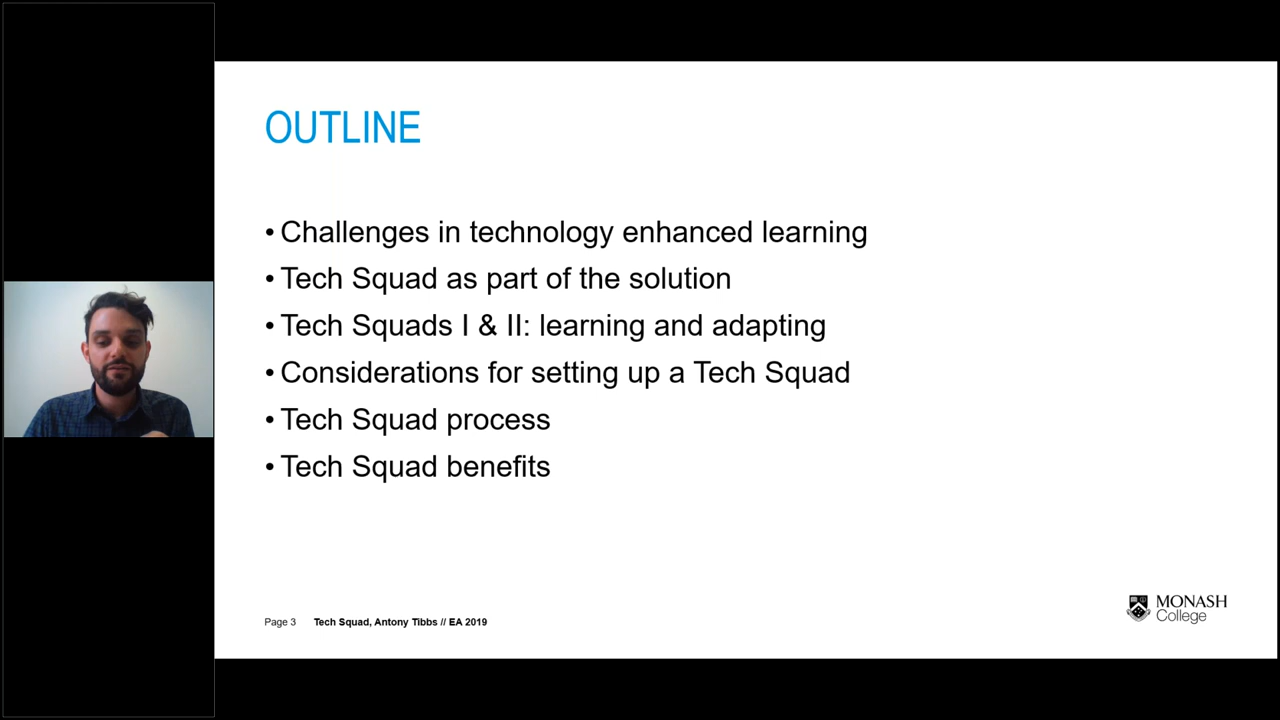 OUTLINE
• Challenges in technology enhanced learning
• Tech Squad as part of the solution
• Tech Squads I & II: learning and adapting
• Considerations for setting up a Tech Squad
• Tech Squad process
• Tech Squad benefits
Page 3 Tech Squad, Antony Tibbs // EA 2019
MONASH
College